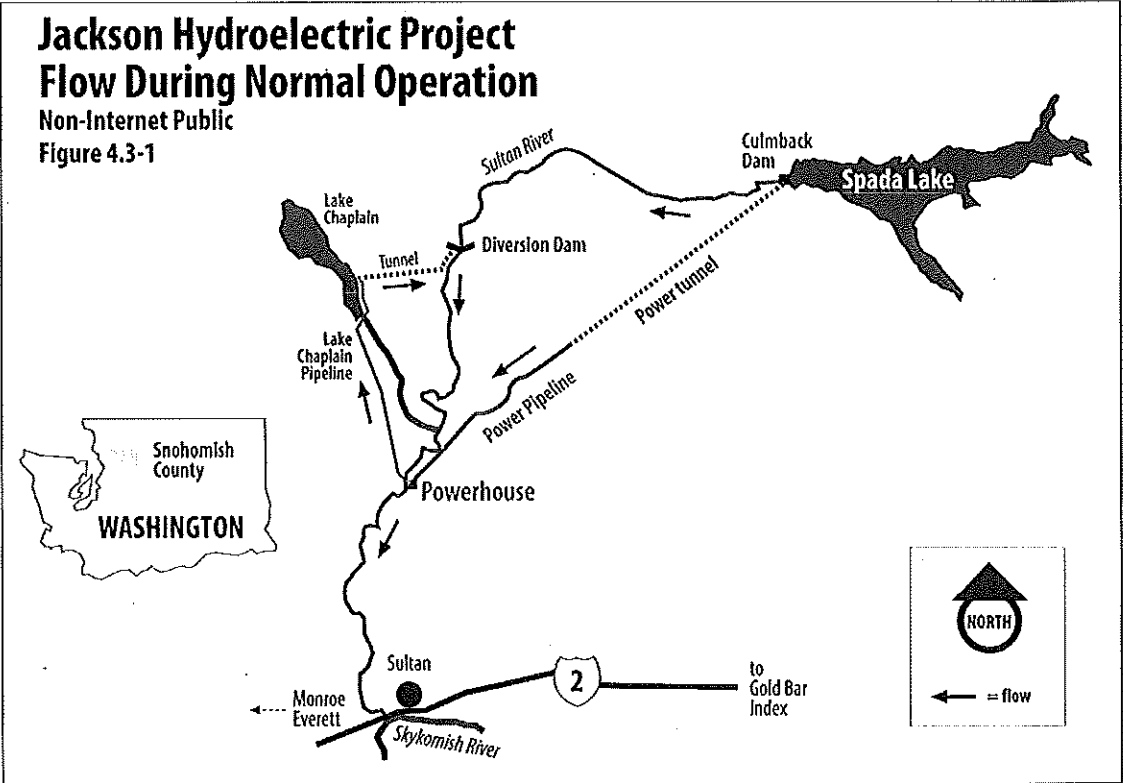 Jackson Hydroelectric Project
Flow During Normal Operation
Non-Internet Public
Figure 4.3-1
Sultan River
Culmback
Dam
Spada Lake
Lake
Chaplain
Tunnel
Diversion Dam
Power tunnel
Lake
Chaplain
Pipeline
Power Pipeline
Snohomish
County
WASHINGTON
Powerhouse
NORTH
= flow
Sultan
2
to
Gold Bar
Index
Monroe
Everett
Skykomish River